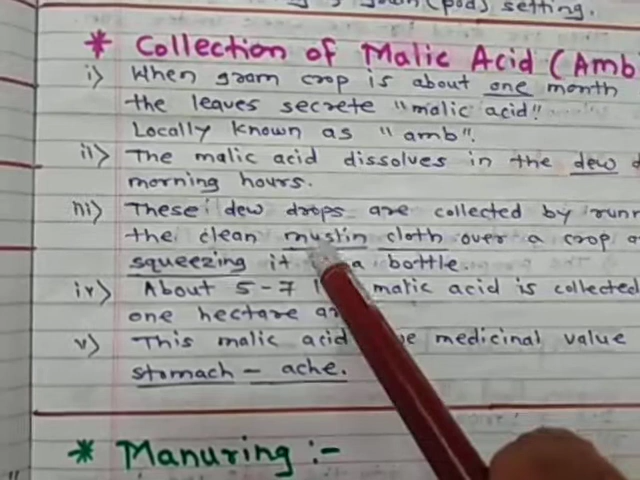 (pod) setting.
* Collection of Malic Acid (Amb
i) When gram crop is about one month
the leaves secrete "malic acid".
Locally known as "amb".
ii) The malic acid dissolves in the dew
morning hours.
iii) These dew drops are collected by runn
the clean muslin cloth over a crop
squeezing it a bottle.
iv) About 5-7 malic acid is collected
one hectare
v) This malic acid medicinal value
stomach - ache.
* Manuring :-